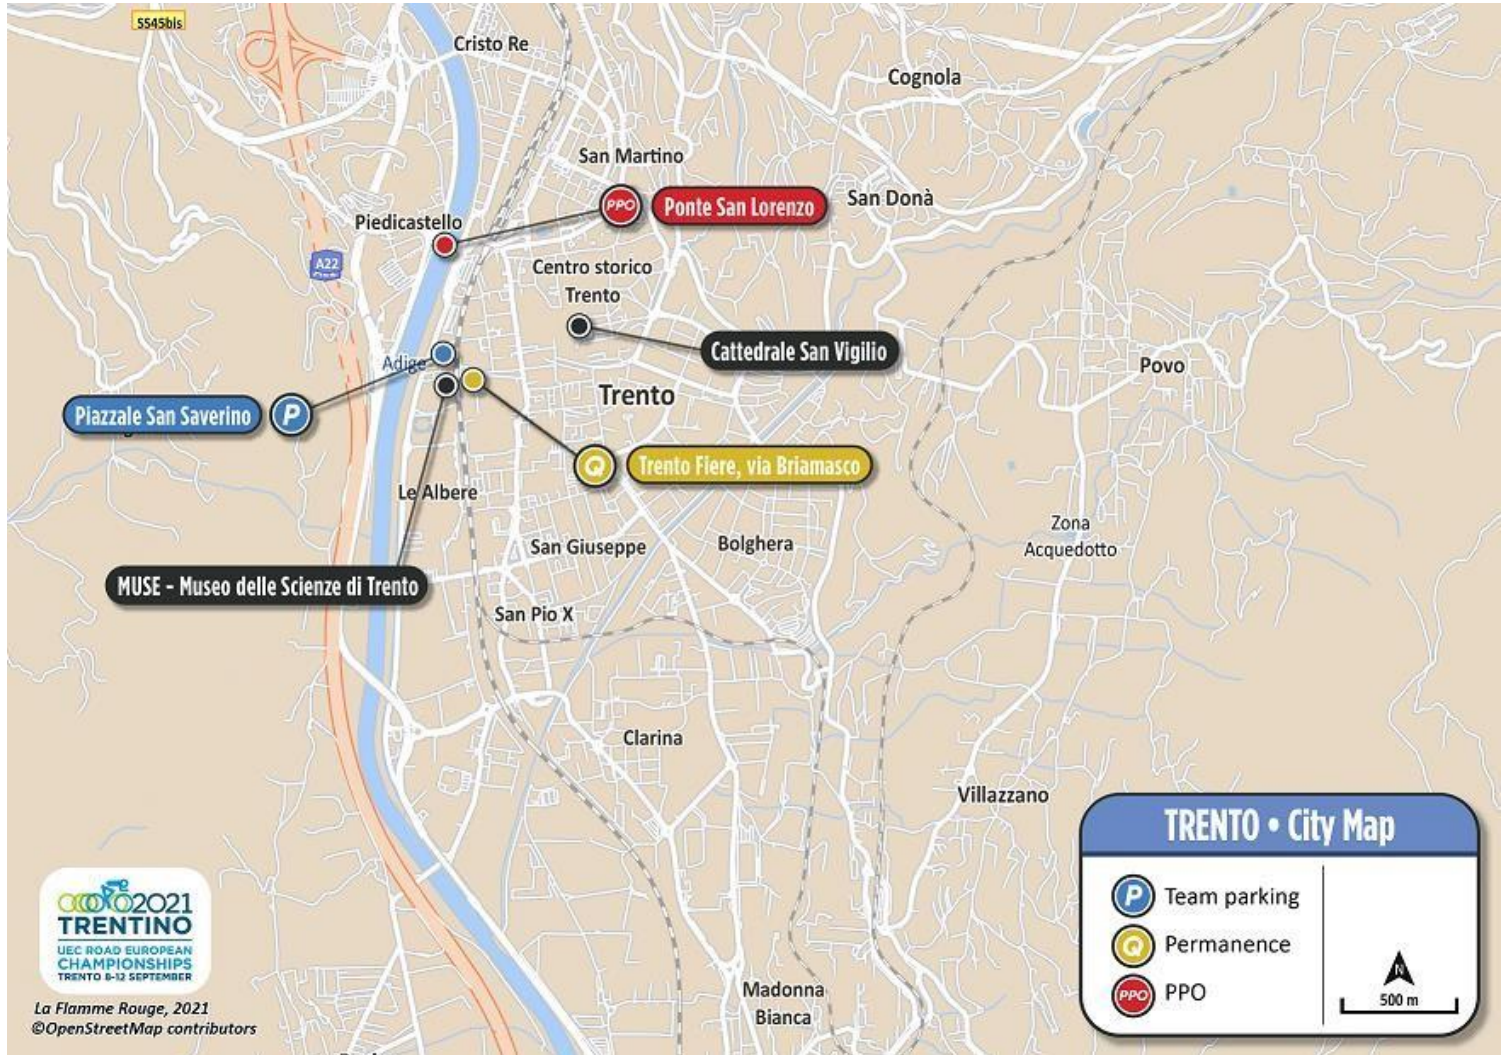 SS45bis
Cristo Re
Cognola
San Martino
San Donà
PPO
Ponte San Lorenzo
Piedicastello
A22
Centro storico
Trento
Cattedrale San Vigilio
Adige
Povo
Trento
Piazzale San Saverino
P
Q
Trento Fiere, via Briamasco
Le Albere
Zona
Acquedotto
San Giuseppe
Bolghera
MUSE - Museo delle Scienze di Trento
San Pio X
Clarina
Villazzano
TRENTO • City Map
P
Team parking
Q
Permanence
PPO
PPO
N
500 m
2021
TRENTINO
UEC ROAD EUROPEAN
CHAMPIONSHIPS
TRENTO 8-12 SEPTEMBER
Madonna
Bianca
La Flamme Rouge, 2021
©OpenStreetMap contributors